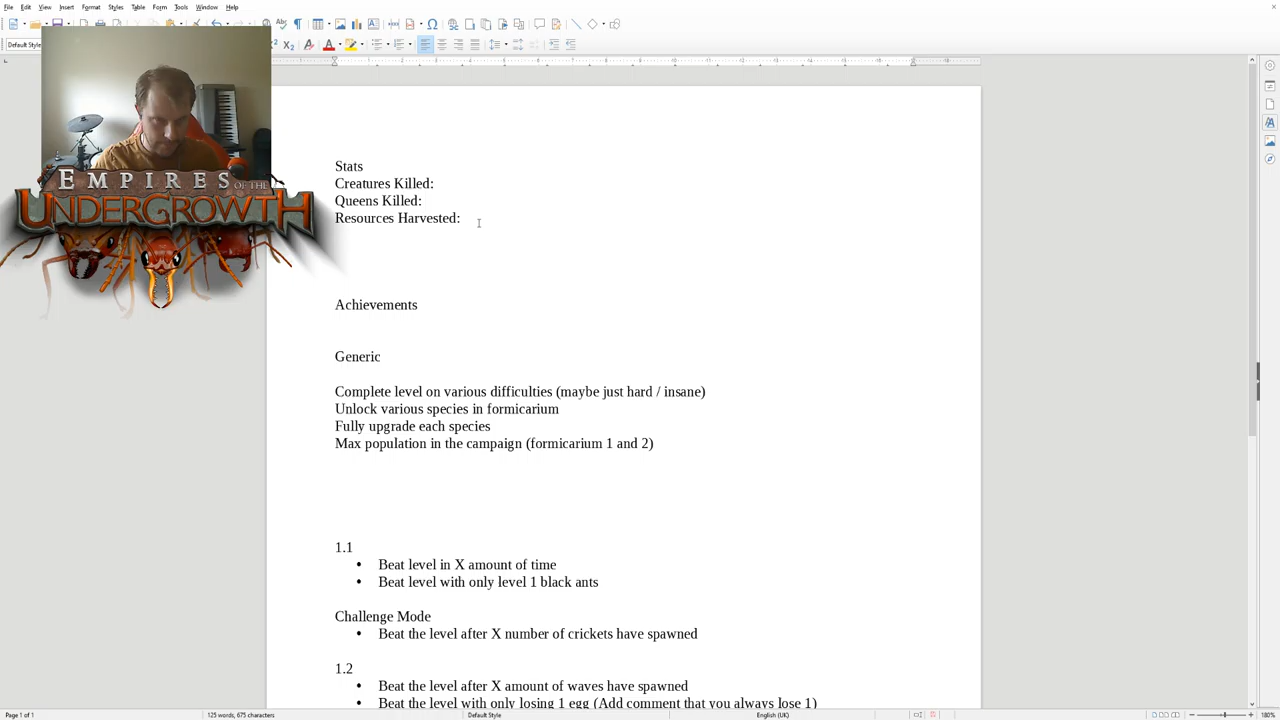 File Edit View Insert Format Styles Table Form Tools Window Help
Default Style
EMPIRES OF THE
UNDERGROWTH
Stats
Creatures Killed:
Queens Killed:
Resources Harvested:
Achievements
Generic
Complete level on various difficulties (maybe just hard / insane)
Unlock various species in formicarium
Fully upgrade each species
Max population in the campaign (formicarium 1 and 2)
1.1
• Beat level in X amount of time
• Beat level with only level 1 black ants
Challenge Mode
• Beat the level after X number of crickets have spawned
1.2
• Beat the level after X amount of waves have spawned
• Beat the level with only losing 1 egg (Add comment that you always lose 1)
Page 1 of 1 125 words, 675 characters Default Style English (UK) 180%